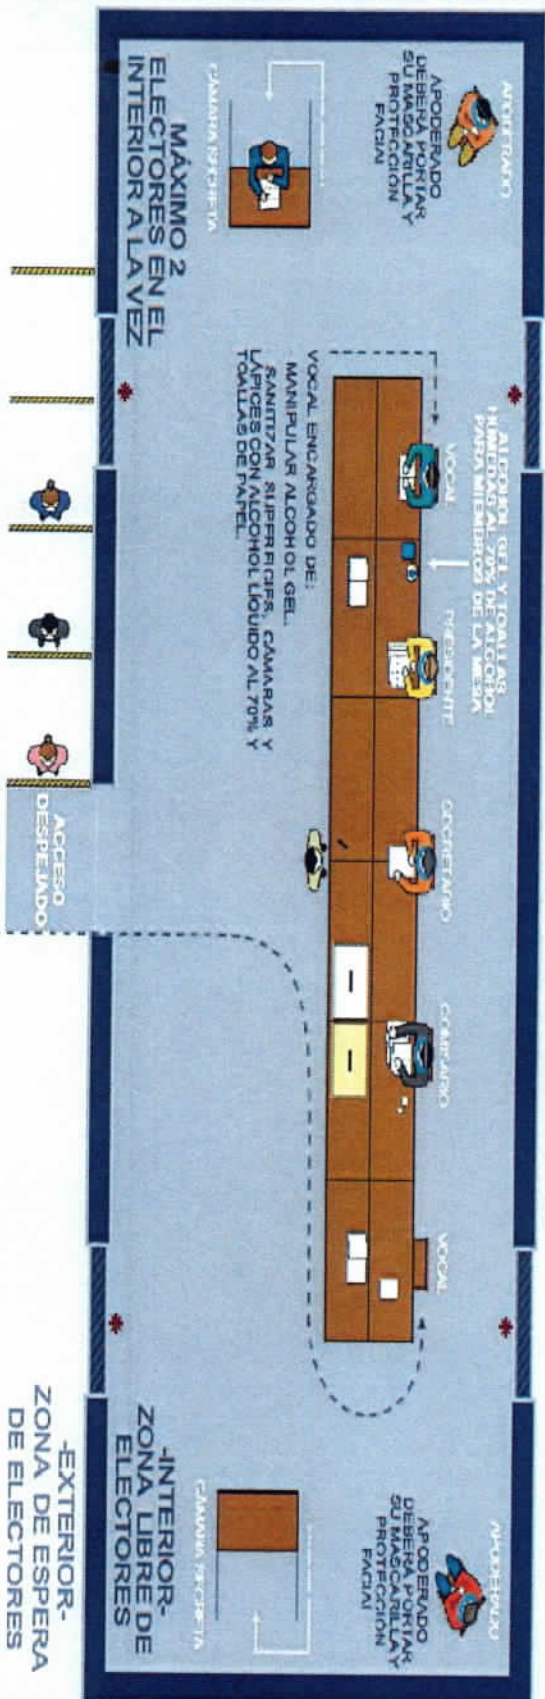 APODERADO
APODERADO
DEBERÁ PORTAR
SU MASCARILLA Y
PROTECCIÓN
FACIAL
CÁMARA SECRETA
CÁMARA SECRETA
MÁXIMO 2
ELECTORES EN EL
INTERIOR A LA VEZ
ALCOHOL GEL Y TOALLAS
HUMEDAS AL 70% DE ALCOHOL
PARA MIEMBROS DE LA MESA
VOCAL
PRESIDENTE
SECRETARIO
COMISARIO
VOCAL
VOCAL ENCARGADO DE:
MANIPULAR ALCOHOL GEL.
SANITIZAR SUPERFICIES, CÁMARAS Y
LÁPICES CON ALCOHOL LÍQUIDO AL 70% Y
TOALLAS DE PAPEL.
ACCESO
DESPEJADO
APODERADO
APODERADO
DEBERÁ PORTAR
SU MASCARILLA Y
PROTECCIÓN
FACIAL
CÁMARA SECRETA
-INTERIOR-
ZONA LIBRE DE
ELECTORES
-EXTERIOR-
ZONA DE ESPERA
DE ELECTORES